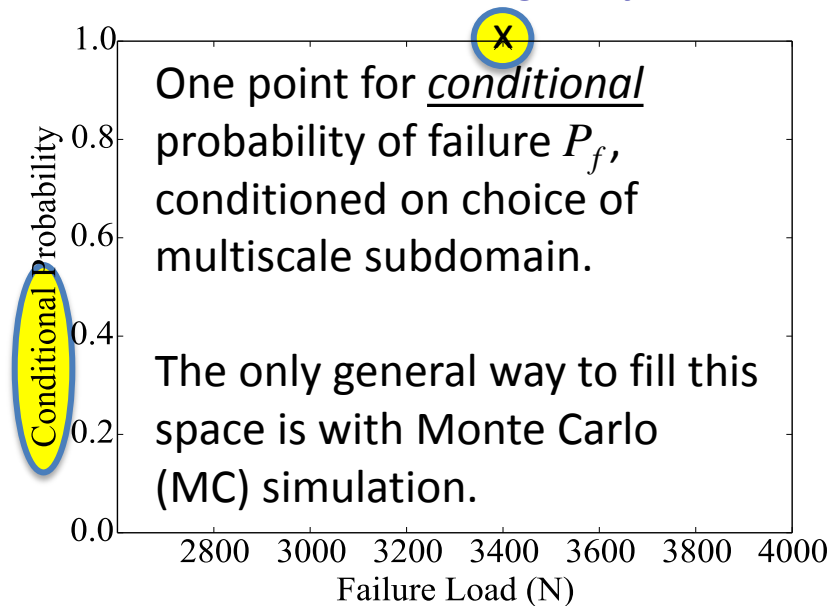 1.0
X
One point for conditional
0.8
probability of failure P_f,
conditioned on choice of
0.6
multiscale subdomain.
0.4
The only general way to fill this
space is with Monte Carlo
0.2
(MC) simulation.
0.0
Conditional Probability
2800 3000 3200 3400 3600 3800 4000
Failure Load (N)